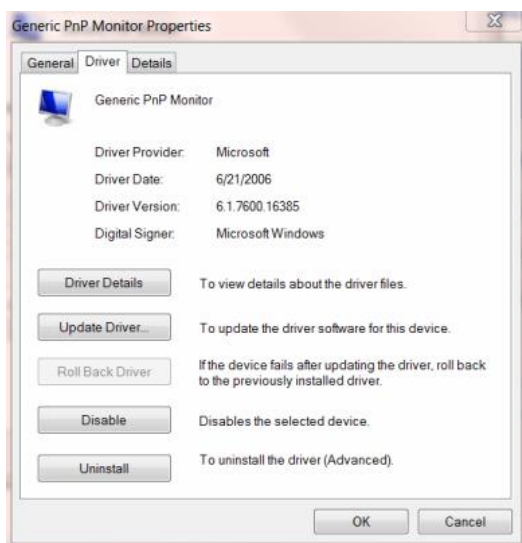 Generic PnP Monitor Properties
General Driver Details
Generic PnP Monitor
Driver Provider: Microsoft
Driver Date: 6/21/2006
Driver Version: 6.1.7600.16385
Digital Signer: Microsoft Windows
Driver Details To view details about the driver files.
Update Driver... To update the driver software for this device.
Roll Back Driver If the device fails after updating the driver, roll back
to the previously installed driver.
Disable Disables the selected device.
Uninstall To uninstall the driver (Advanced).
OK Cancel